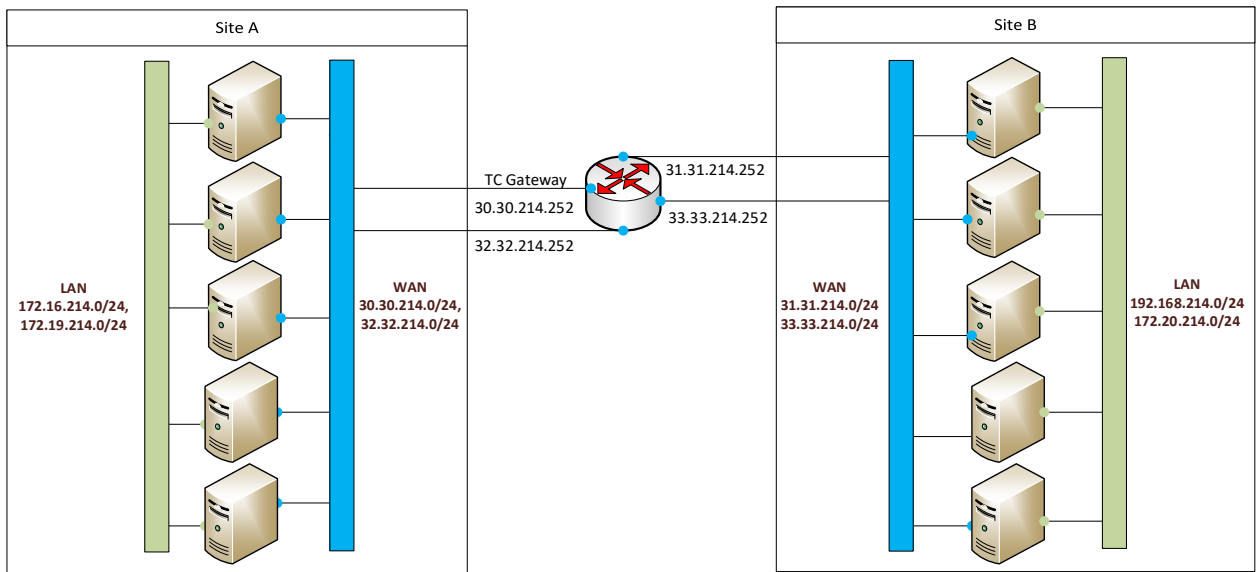 Site A
Site B
TC Gateway
30.30.214.252
32.32.214.252
31.31.214.252
33.33.214.252
LAN
172.16.214.0/24,
172.19.214.0/24
WAN
30.30.214.0/24,
32.32.214.0/24
WAN
31.31.214.0/24
33.33.214.0/24
LAN
192.168.214.0/24
172.20.214.0/24